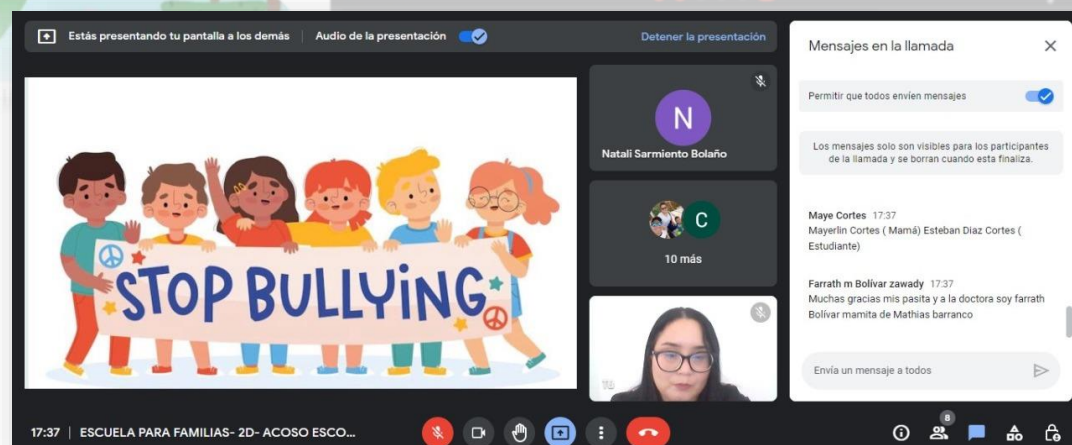 Estás presentando tu pantalla a los demás
Audio de la presentación
Detener la presentación
STOP BULLYiNG
N
Natali Sarmiento Bolaño
C
10 más
Tú
Mensajes en la llamada
Permitir que todos envíen mensajes
Los mensajes solo son visibles para los participantes
de la llamada y se borran cuando esta finaliza.
Maye Cortes 17:37
Mayerlin Cortes ( Mamá) Esteban Diaz Cortes (
Estudiante)
Farrath m Bolívar zawady 17:37
Muchas gracias mis pasita y a la doctora soy farrath
Bolívar mamita de Mathias barranco
Envía un mensaje a todos
17:37 | ESCUELA PARA FAMILIAS- 2D- ACOSO ESCO...
8